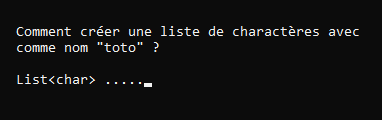 Comment créer une liste de charactères avec
comme nom "toto" ?
List<char> .....